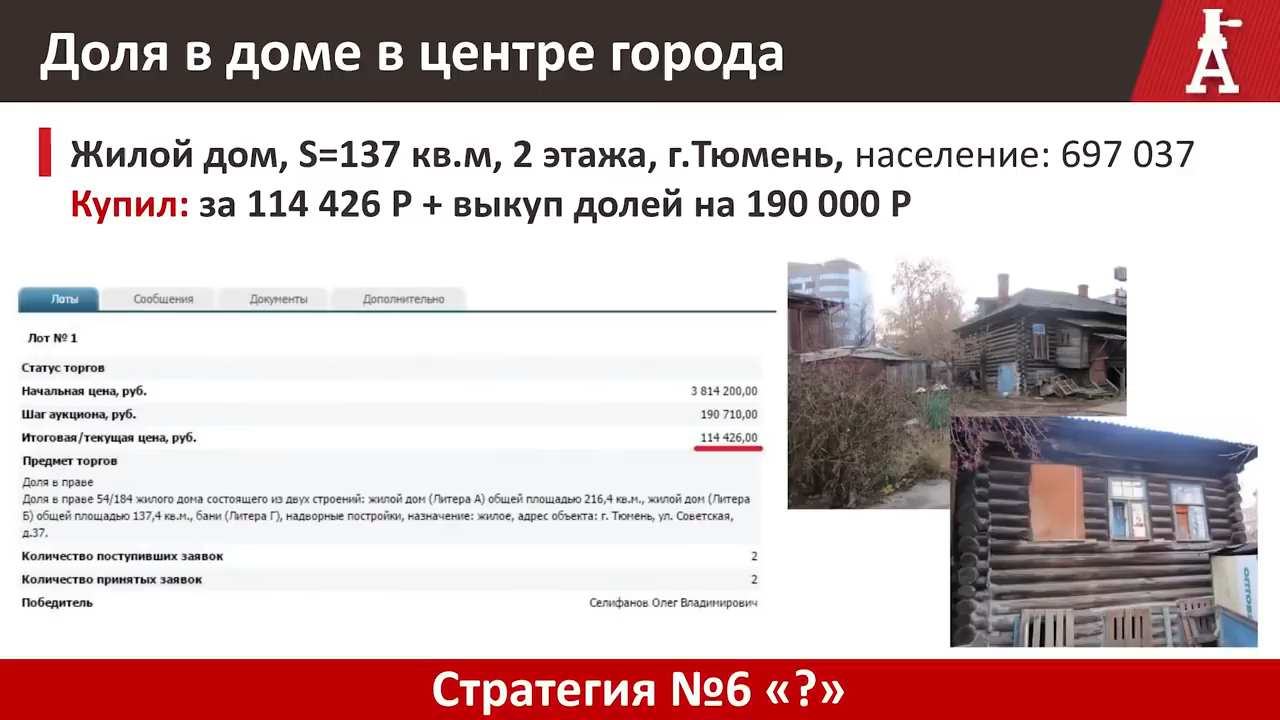 Доля в доме в центре города
Жилой дом, S=137 кв.м, 2 этажа, г.Тюмень, население: 697 037
Купил: за 114 426 Р + выкуп долей на 190 000 Р
Лоты Сообщения Документы Дополнительно
Лот № 1
Статус торгов
Начальная цена, руб. 3 814 200,00
Шаг аукциона, руб. 190 710,00
Итоговая/текущая цена, руб. 114 426,00
Предмет торгов
Доля в праве
Доля в праве 54/184 жилого дома состоящего из двух строений: жилой дом (Литера А) общей площадью 216,4 кв.м., жилой дом (Литера
Б) общей площадью 137,4 кв.м., бани (Литера Г), надворные постройки, назначение: жилое, адрес объекта: г. Тюмень, ул. Советская,
д.37.
Количество поступивших заявок 2
Количество принятых заявок 2
Победитель Селифанов Олег Владимирович
Стратегия №6 «?»